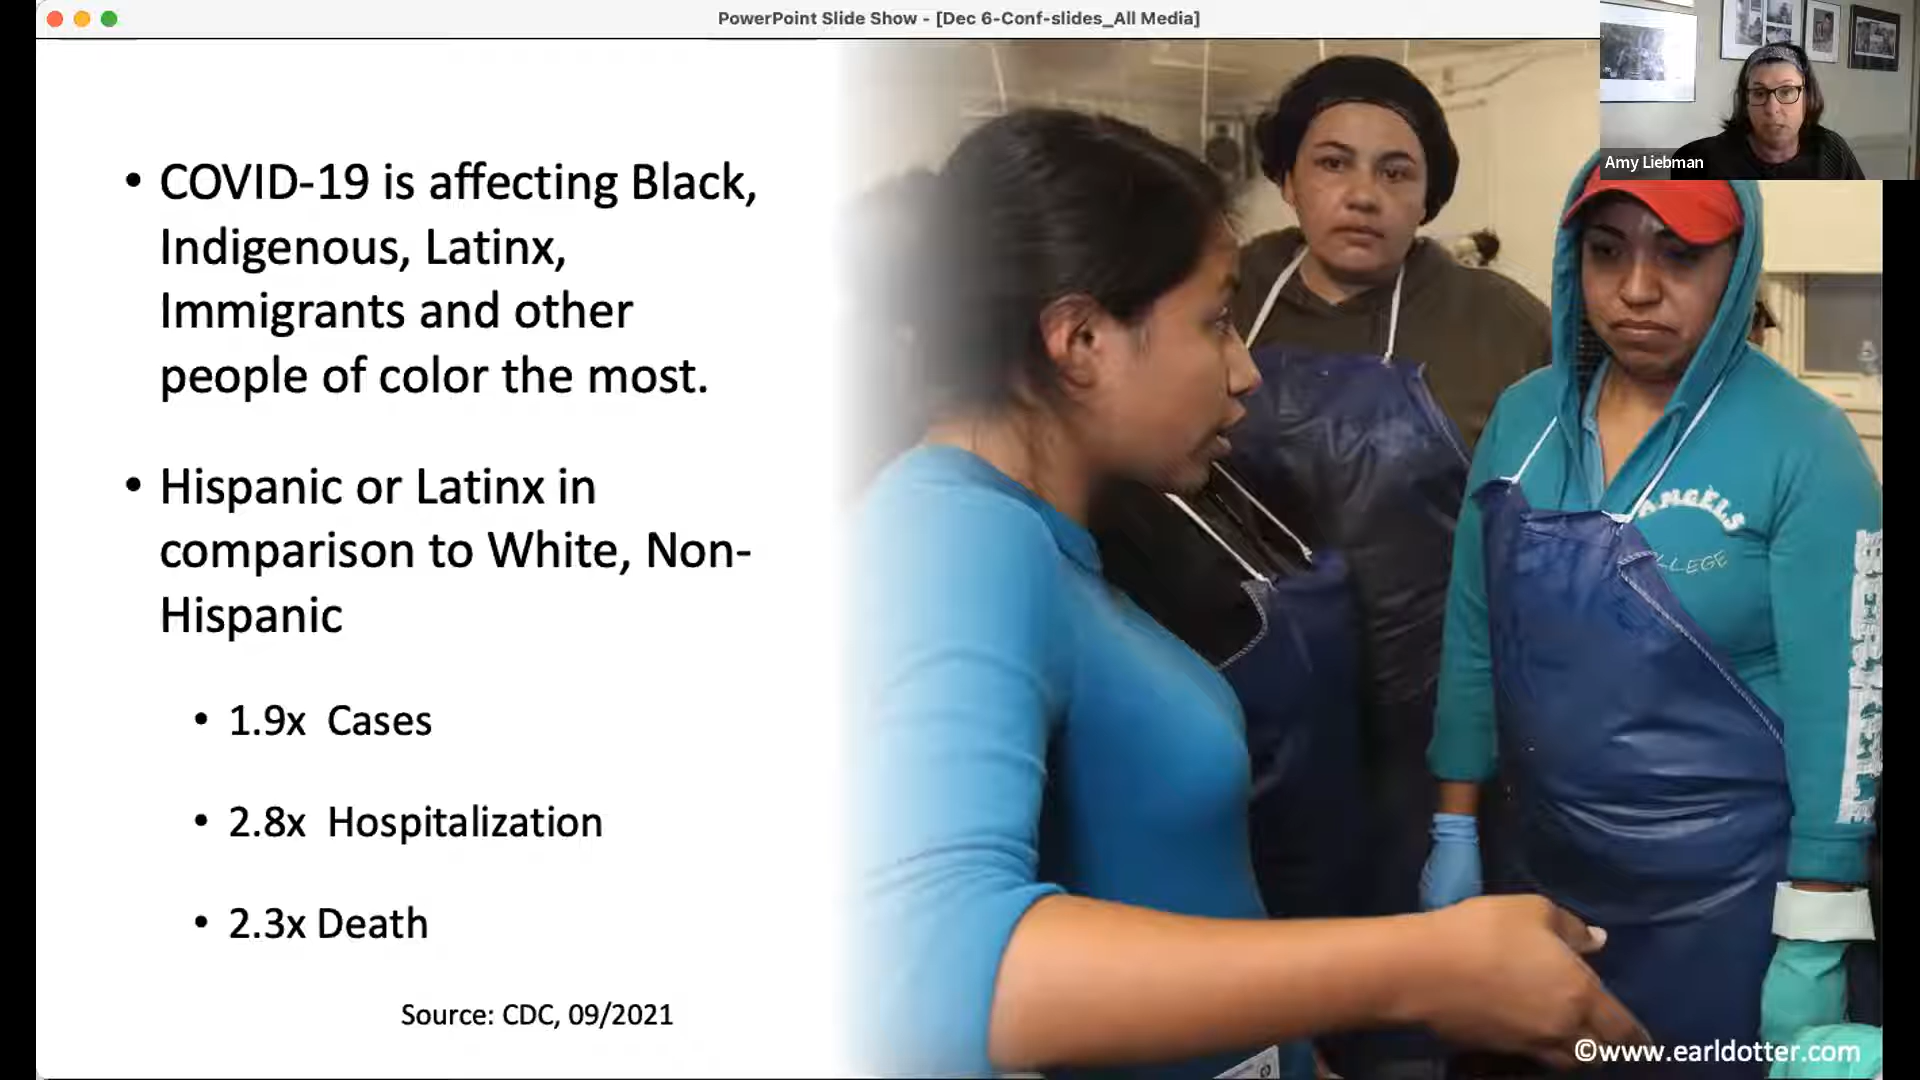 PowerPoint Slide Show - [Dec 6-Conf-slides_All Media]
Amy Liebman
• COVID-19 is affecting Black,
Indigenous, Latinx,
Immigrants and other
people of color the most.
• Hispanic or Latinx in
comparison to White, Non-
Hispanic
• 1.9x Cases
• 2.8x Hospitalization
• 2.3x Death
Source: CDC, 09/2021
ANGELS
©www.earldotter.com